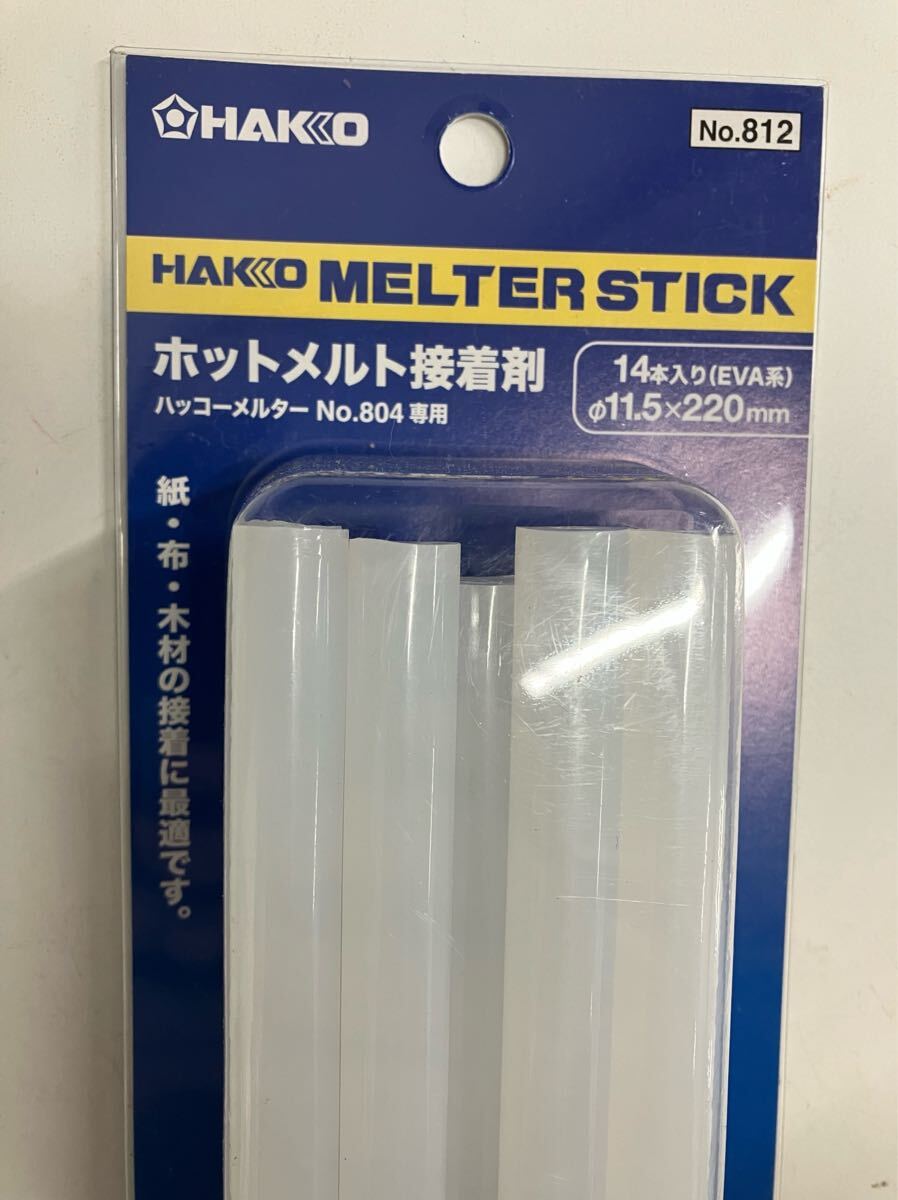 HAKKO
No.812
HAKKO MELTER STICK
ホットメルト接着剤
ハッコーメルター No.804 専用
14本入り(EVA系)
φ11.5×220mm
紙・布・木材の接着に最適です。